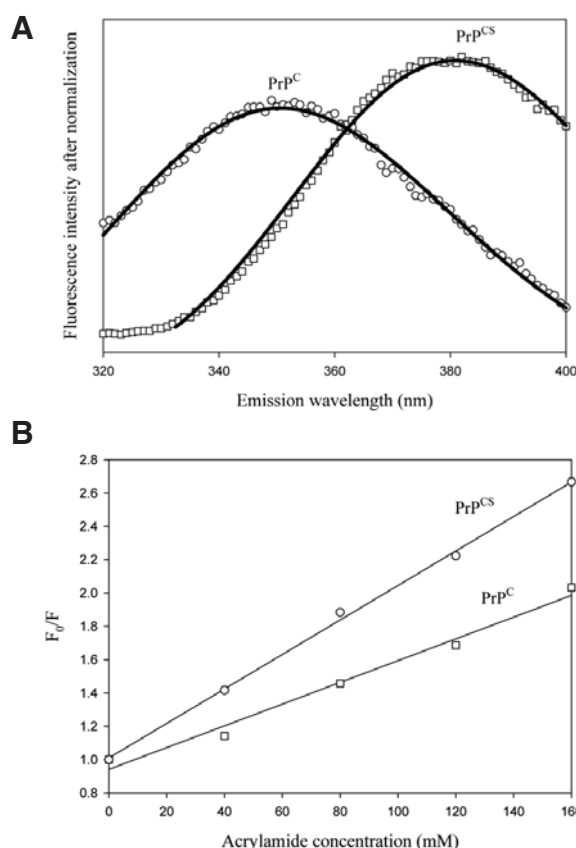 A
Fluorescence intensity after normalization
PrP^C
PrP^CS
320 340 360 380 400
Emission wavelength (nm)
B
F₀/F
2.8
2.6
2.4
2.2
2.0
1.8
1.6
1.4
1.2
1.0
0.8
PrP^CS
PrP^C
0 20 40 60 80 100 120 140 160
Acrylamide concentration (mM)